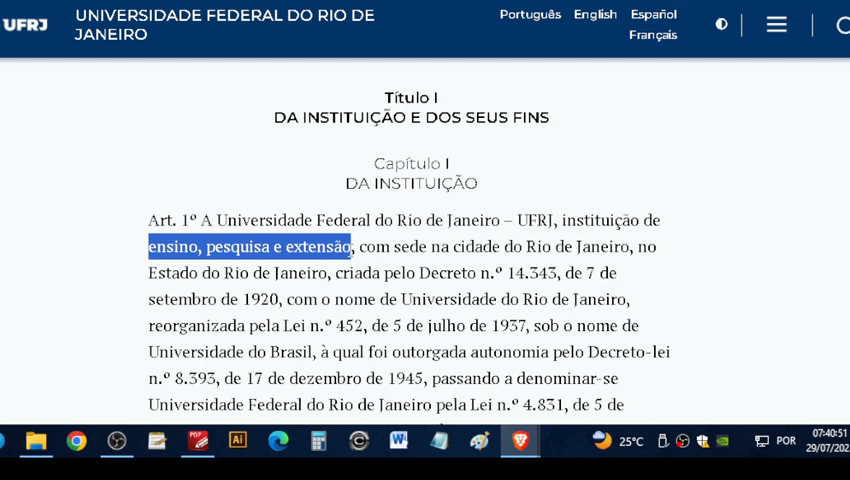 UFRJ
UNIVERSIDADE FEDERAL DO RIO DE
JANEIRO
Português English Español
Français
Título I
DA INSTITUIÇÃO E DOS SEUS FINS
Capítulo I
DA INSTITUIÇÃO
Art. 1º A Universidade Federal do Rio de Janeiro – UFRJ, instituição de
ensino, pesquisa e extensão, com sede na cidade do Rio de Janeiro, no
Estado do Rio de Janeiro, criada pelo Decreto n.º 14.343, de 7 de
setembro de 1920, com o nome de Universidade do Rio de Janeiro,
reorganizada pela Lei n.º 452, de 5 de julho de 1937, sob o nome de
Universidade do Brasil, à qual foi outorgada autonomia pelo Decreto-lei
n.º 8.393, de 17 de dezembro de 1945, passando a denominar-se
Universidade Federal do Rio de Janeiro pela Lei n.º 4.831, de 5 de
PDF Ai W 25°C POR 07:40:51
29/07/202